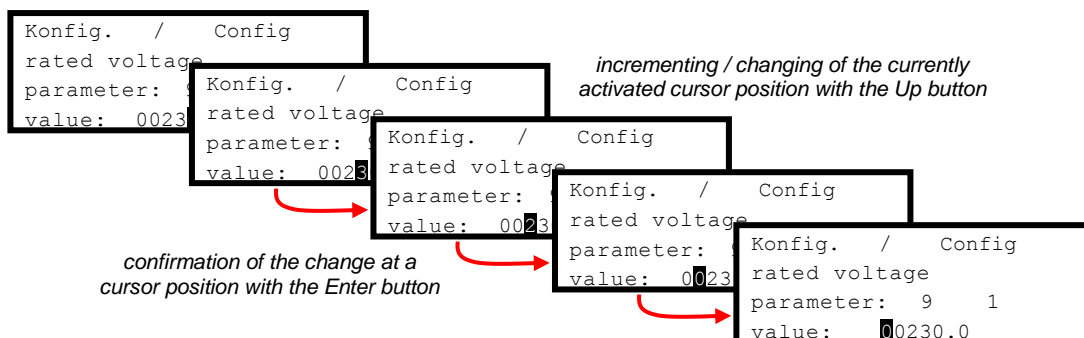 Konfig. / Config
rated voltage
parameter:
value: 0023
Konfig. / Config
rated voltage
parameter:
value: 0023
Konfig. / Config
rated voltage
parameter:
value: 0023
Konfig. / Config
rated voltage
parameter:
value: 0023
Konfig. / Config
rated voltage
parameter: 9 1
value: 00230.0
incrementing / changing of the currently
activated cursor position with the Up button
confirmation of the change at a
cursor position with the Enter button